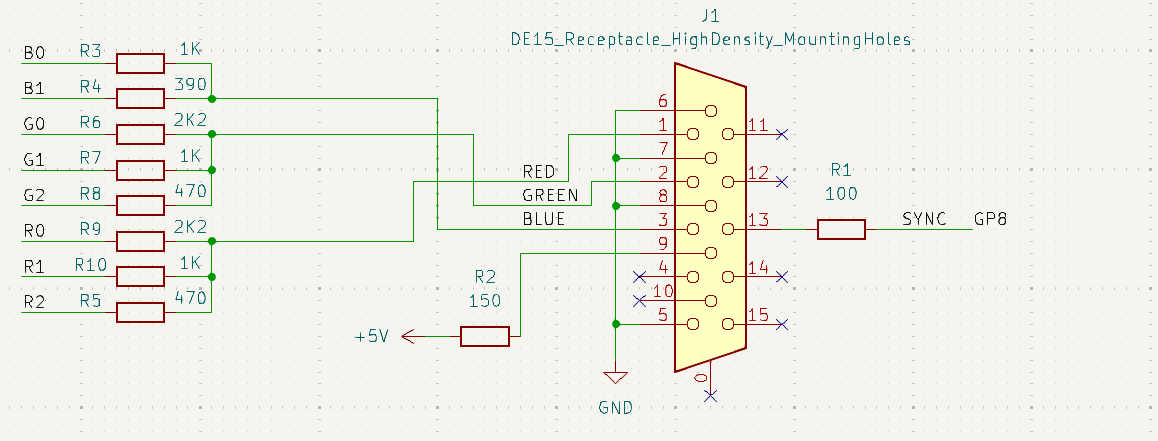 J1
DE15_Receptacle_HighDensity_MountingHoles
B0 R3 1K
B1 R4 390
G0 R6 2K2
G1 R7 1K
G2 R8 470
R0 R9 2K2
R1 R10 1K
R2 R5 470
RED
GREEN
BLUE
6
1
7
2
8
3
9
4
10
5
11
12
13
14
15
0
R1
100
SYNC GP8
R2
150
+5V
GND